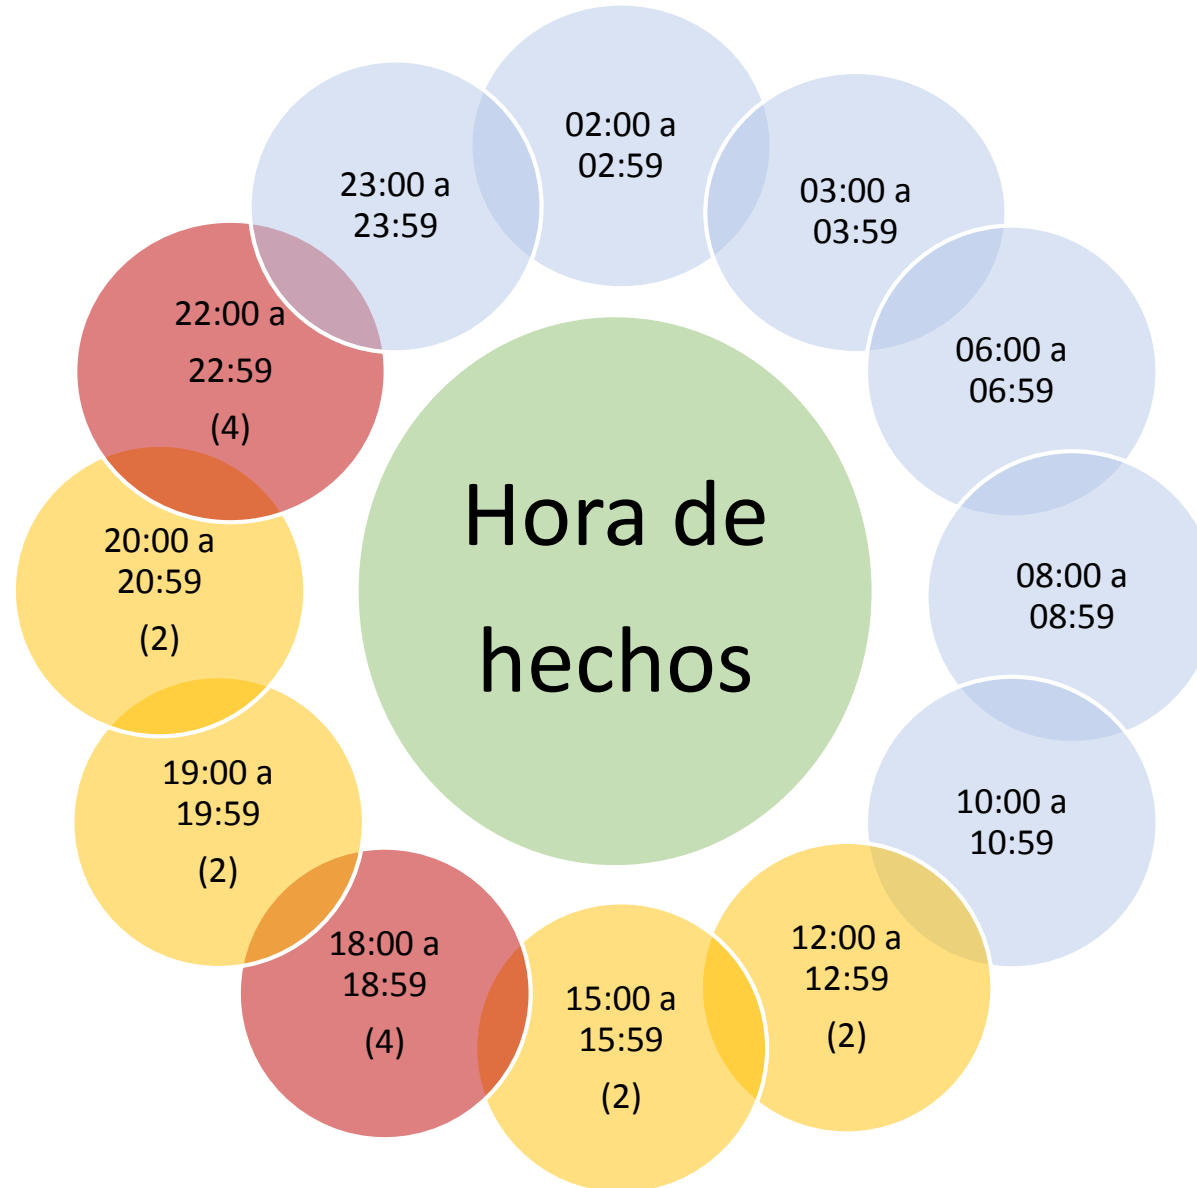 Hora de
hechos
02:00 a
02:59
03:00 a
03:59
06:00 a
06:59
08:00 a
08:59
10:00 a
10:59
12:00 a
12:59
(2)
15:00 a
15:59
(2)
18:00 a
18:59
(4)
19:00 a
19:59
(2)
20:00 a
20:59
(2)
22:00 a
22:59
(4)
23:00 a
23:59